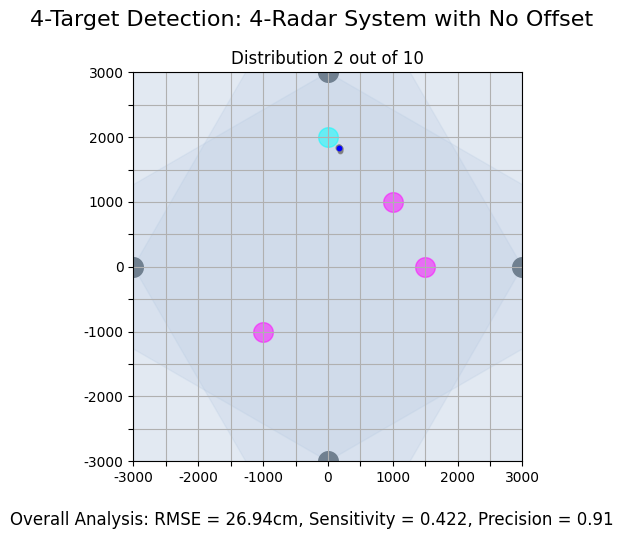 4-Target Detection: 4-Radar System with No Offset
Distribution 2 out of 10
3000
2000
1000
0
-1000
-2000
-3000
-3000 -2000 -1000 0 1000 2000 3000
Overall Analysis: RMSE = 26.94cm, Sensitivity = 0.422, Precision = 0.91